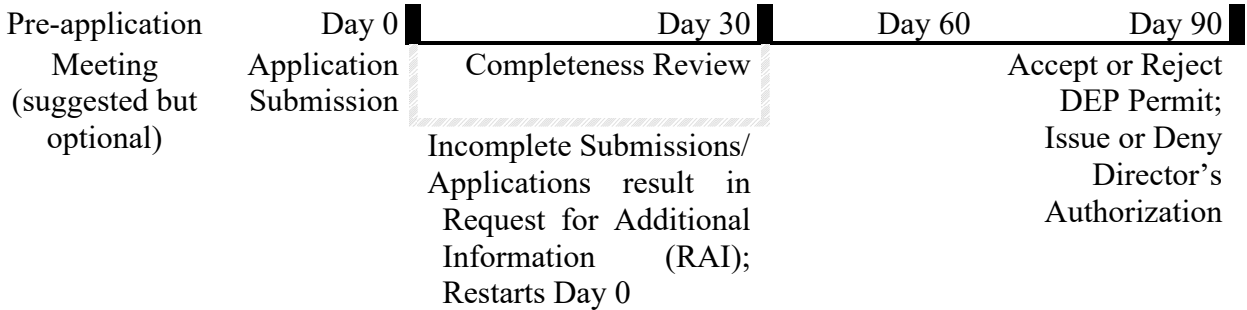 Pre-application Day 0 Day 30 Day 60 Day 90
Meeting
(suggested but
optional)
Application
Submission
Completeness Review
Incomplete Submissions/
Applications result in
Request for Additional
Information (RAI);
Restarts Day 0
Accept or Reject
DEP Permit;
Issue or Deny
Director’s
Authorization